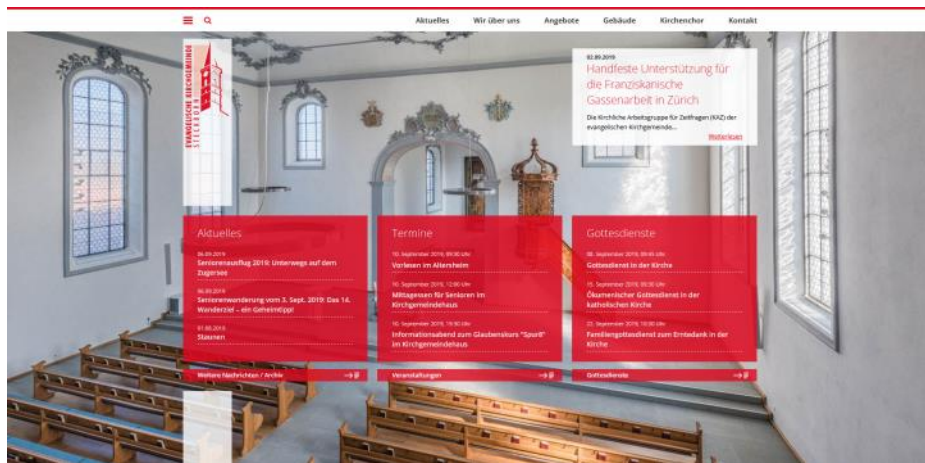 Aktuelles Wir über uns Angebote Gebäude Kirchenchor Kontakt
EVANGELISCHE KIRCHGEMEINDE
STECKBORN
02.09.2019
Handfeste Unterstützung für
die Franziskanische
Gassenarbeit in Zürich
Die Kirchliche Arbeitsgruppe für Zeitfragen (KAZ) der
evangelischen Kirchgemeinde...
Weiterlesen
Aktuelles
06.09.2019
Seniorenausflug 2019: Unterwegs auf dem
Zugersee
06.09.2019
Seniorenwanderung vom 3. Sept. 2019: Das 14.
Wanderziel – ein Geheimtipp!
01.09.2019
Staunen
Weitere Nachrichten / Archiv
Termine
10. September 2019, 09:30 Uhr
Vorlesen im Altersheim
10. September 2019, 12:00 Uhr
Mittagessen für Senioren im
Kirchgemeindehaus
10. September 2019, 19:30 Uhr
Informationsabend zum Glaubenskurs "Spur8"
im Kirchgemeindehaus
Veranstaltungen
Gottesdienste
08. September 2019, 09:45 Uhr
Gottesdienst in der Kirche
15. September 2019, 09:30 Uhr
Ökumenischer Gottesdienst in der
katholischen Kirche
22. September 2019, 10:00 Uhr
Familiengottesdienst zum Erntedank in der
Kirche
Gottesdienste